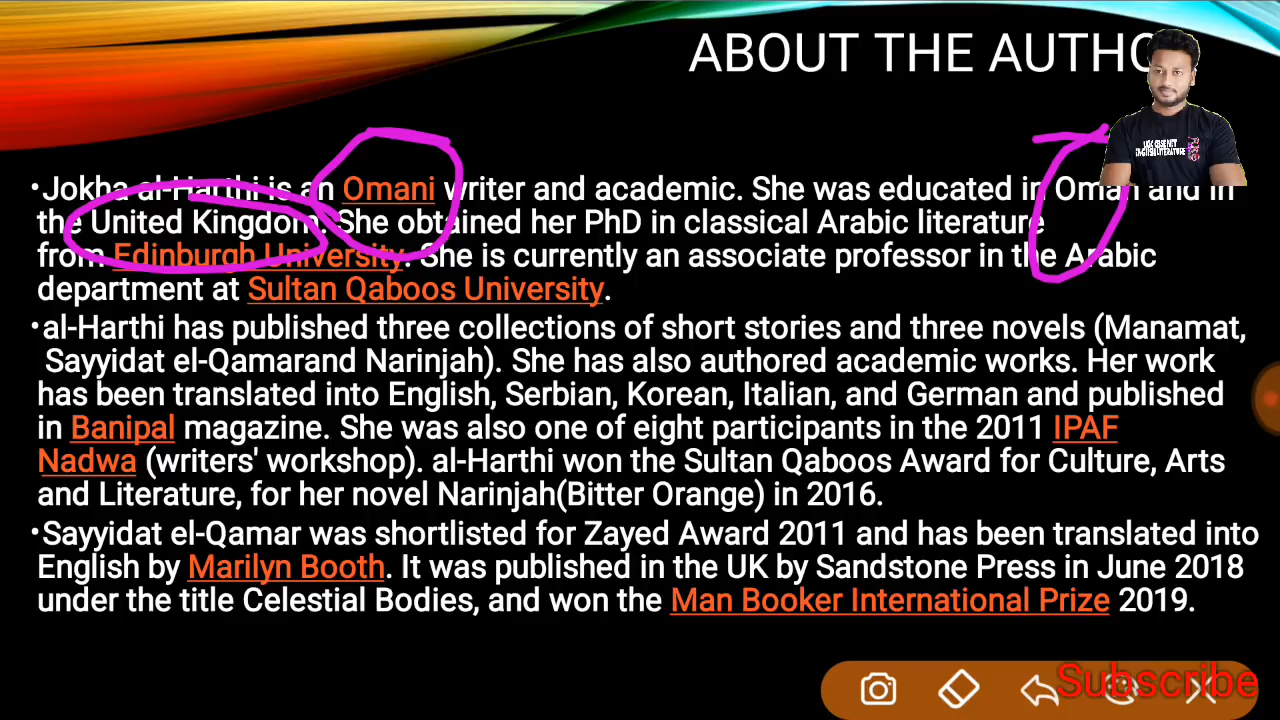 ABOUT THE AUTHO
•Jokha al-Harthi is an Omani writer and academic. She was educated in Oman and in
the United Kingdom. She obtained her PhD in classical Arabic literature
from Edinburgh University. She is currently an associate professor in the Arabic
department at Sultan Qaboos University.
•al-Harthi has published three collections of short stories and three novels (Manamat,
Sayyidat el-Qamarand Narinjah). She has also authored academic works. Her work
has been translated into English, Serbian, Korean, Italian, and German and published
in Banipal magazine. She was also one of eight participants in the 2011 IPAF
Nadwa (writers' workshop). al-Harthi won the Sultan Qaboos Award for Culture, Arts
and Literature, for her novel Narinjah(Bitter Orange) in 2016.
•Sayyidat el-Qamar was shortlisted for Zayed Award 2011 and has been translated into
English by Marilyn Booth. It was published in the UK by Sandstone Press in June 2018
under the title Celestial Bodies, and won the Man Booker International Prize 2019.
Subscribe